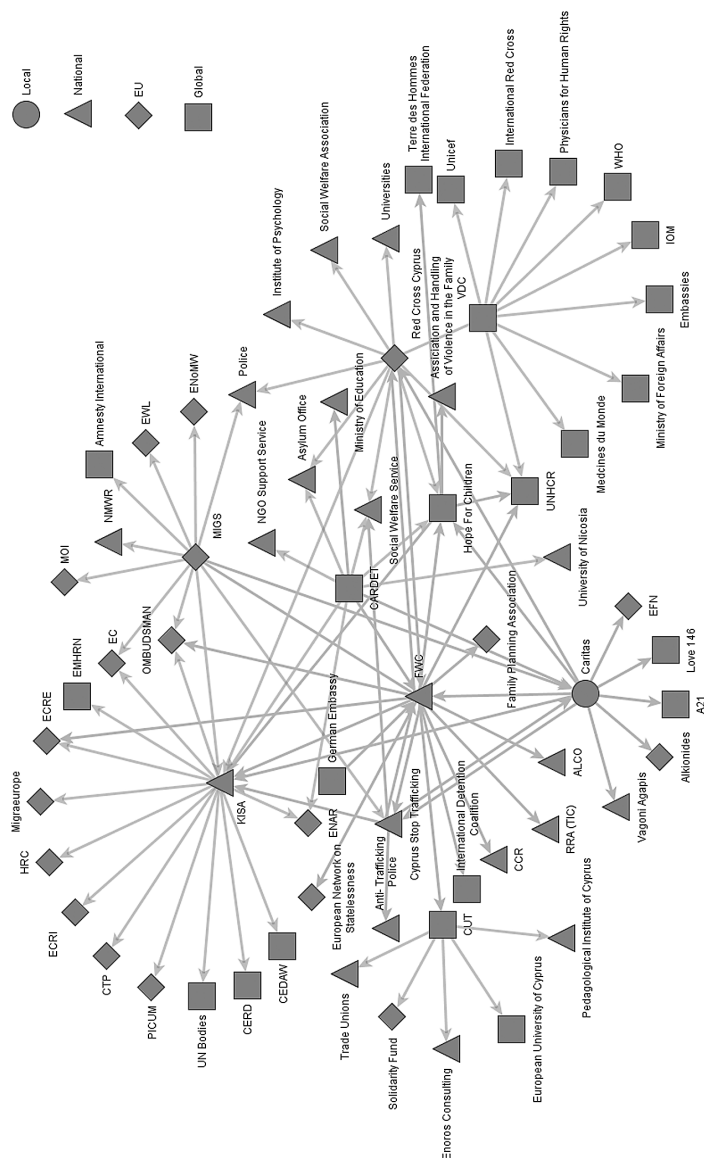 Local
National
EU
Global
Terre des Hommes
International Federation
Unicef
International Red Cross
Physicians for Human Rights
WHO
IOM
Embassies
Ministry of Foreign Affairs
Medcines du Monde
VDC
Universities
Social Welfare Association
Institute of Psychology
Red Cross Cyprus
Assiciation and Handling
of Violence in the Family
Police
ENoMW
EWL
Amnesty International
NMWR
MOI
MIGS
NGO Support Service
Asylum Office
Ministry of Education
Social Welfare Service
Hope For Children
UNHCR
University of Nicosia
CARDET
OMBUDSMAN
EC
EMHRN
ECRE
Migraeurope
HRC
ECRI
CTP
PICUM
UN Bodies
CERD
CEDAW
KISA
ENAR
German Embassy
FWC
Family Planning Association
Caritas
EFN
Love 146
A21
Alkionides
Vagoni Agapis
ALCO
RRA (TIC)
CCR
International Detention
Coalition
Cyprus Stop Trafficking
Anti- Trafficking
Police
European Network on
Statelessness
CUT
Trade Unions
Solidarity Fund
Enoros Consulting
European University of Cyprus
Pedagological Institute of Cyprus